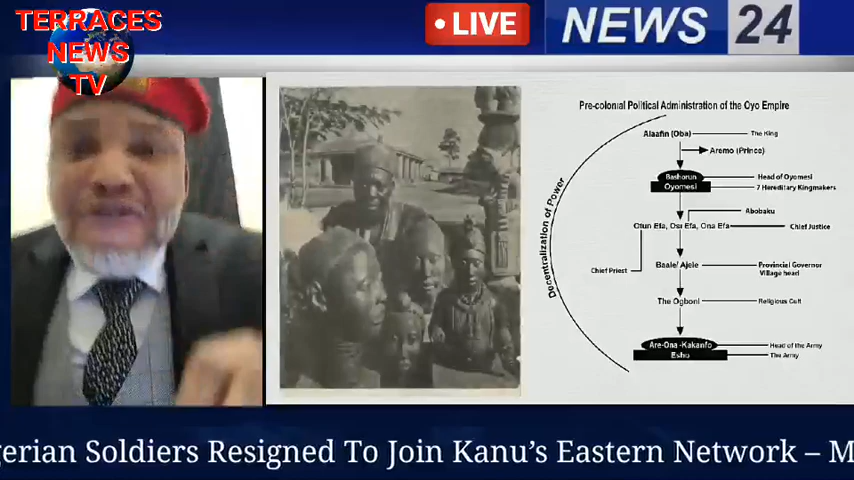 TERRACES
NEWS
TV
LIVE
NEWS 24
Pre-colonial Political Administration of the Oyo Empire
Alaafin (Oba)
The King
Aremo (Prince)
Bashorun
Head of Oyomesi
Oyomesi
7 Hereditary Kingmakers
Abobaku
Otun Efa, Osi Efa, Ona Efa
Chief Justice
Chief Priest
Baale/ Ajele
Provincial Governor
Village head
The Ogboni
Religious Cult
Are-Ona -Kakanfo
Head of the Army
Esho
The Army
Decentralization of Power
gerian Soldiers Resigned To Join Kanu's Eastern Network – M